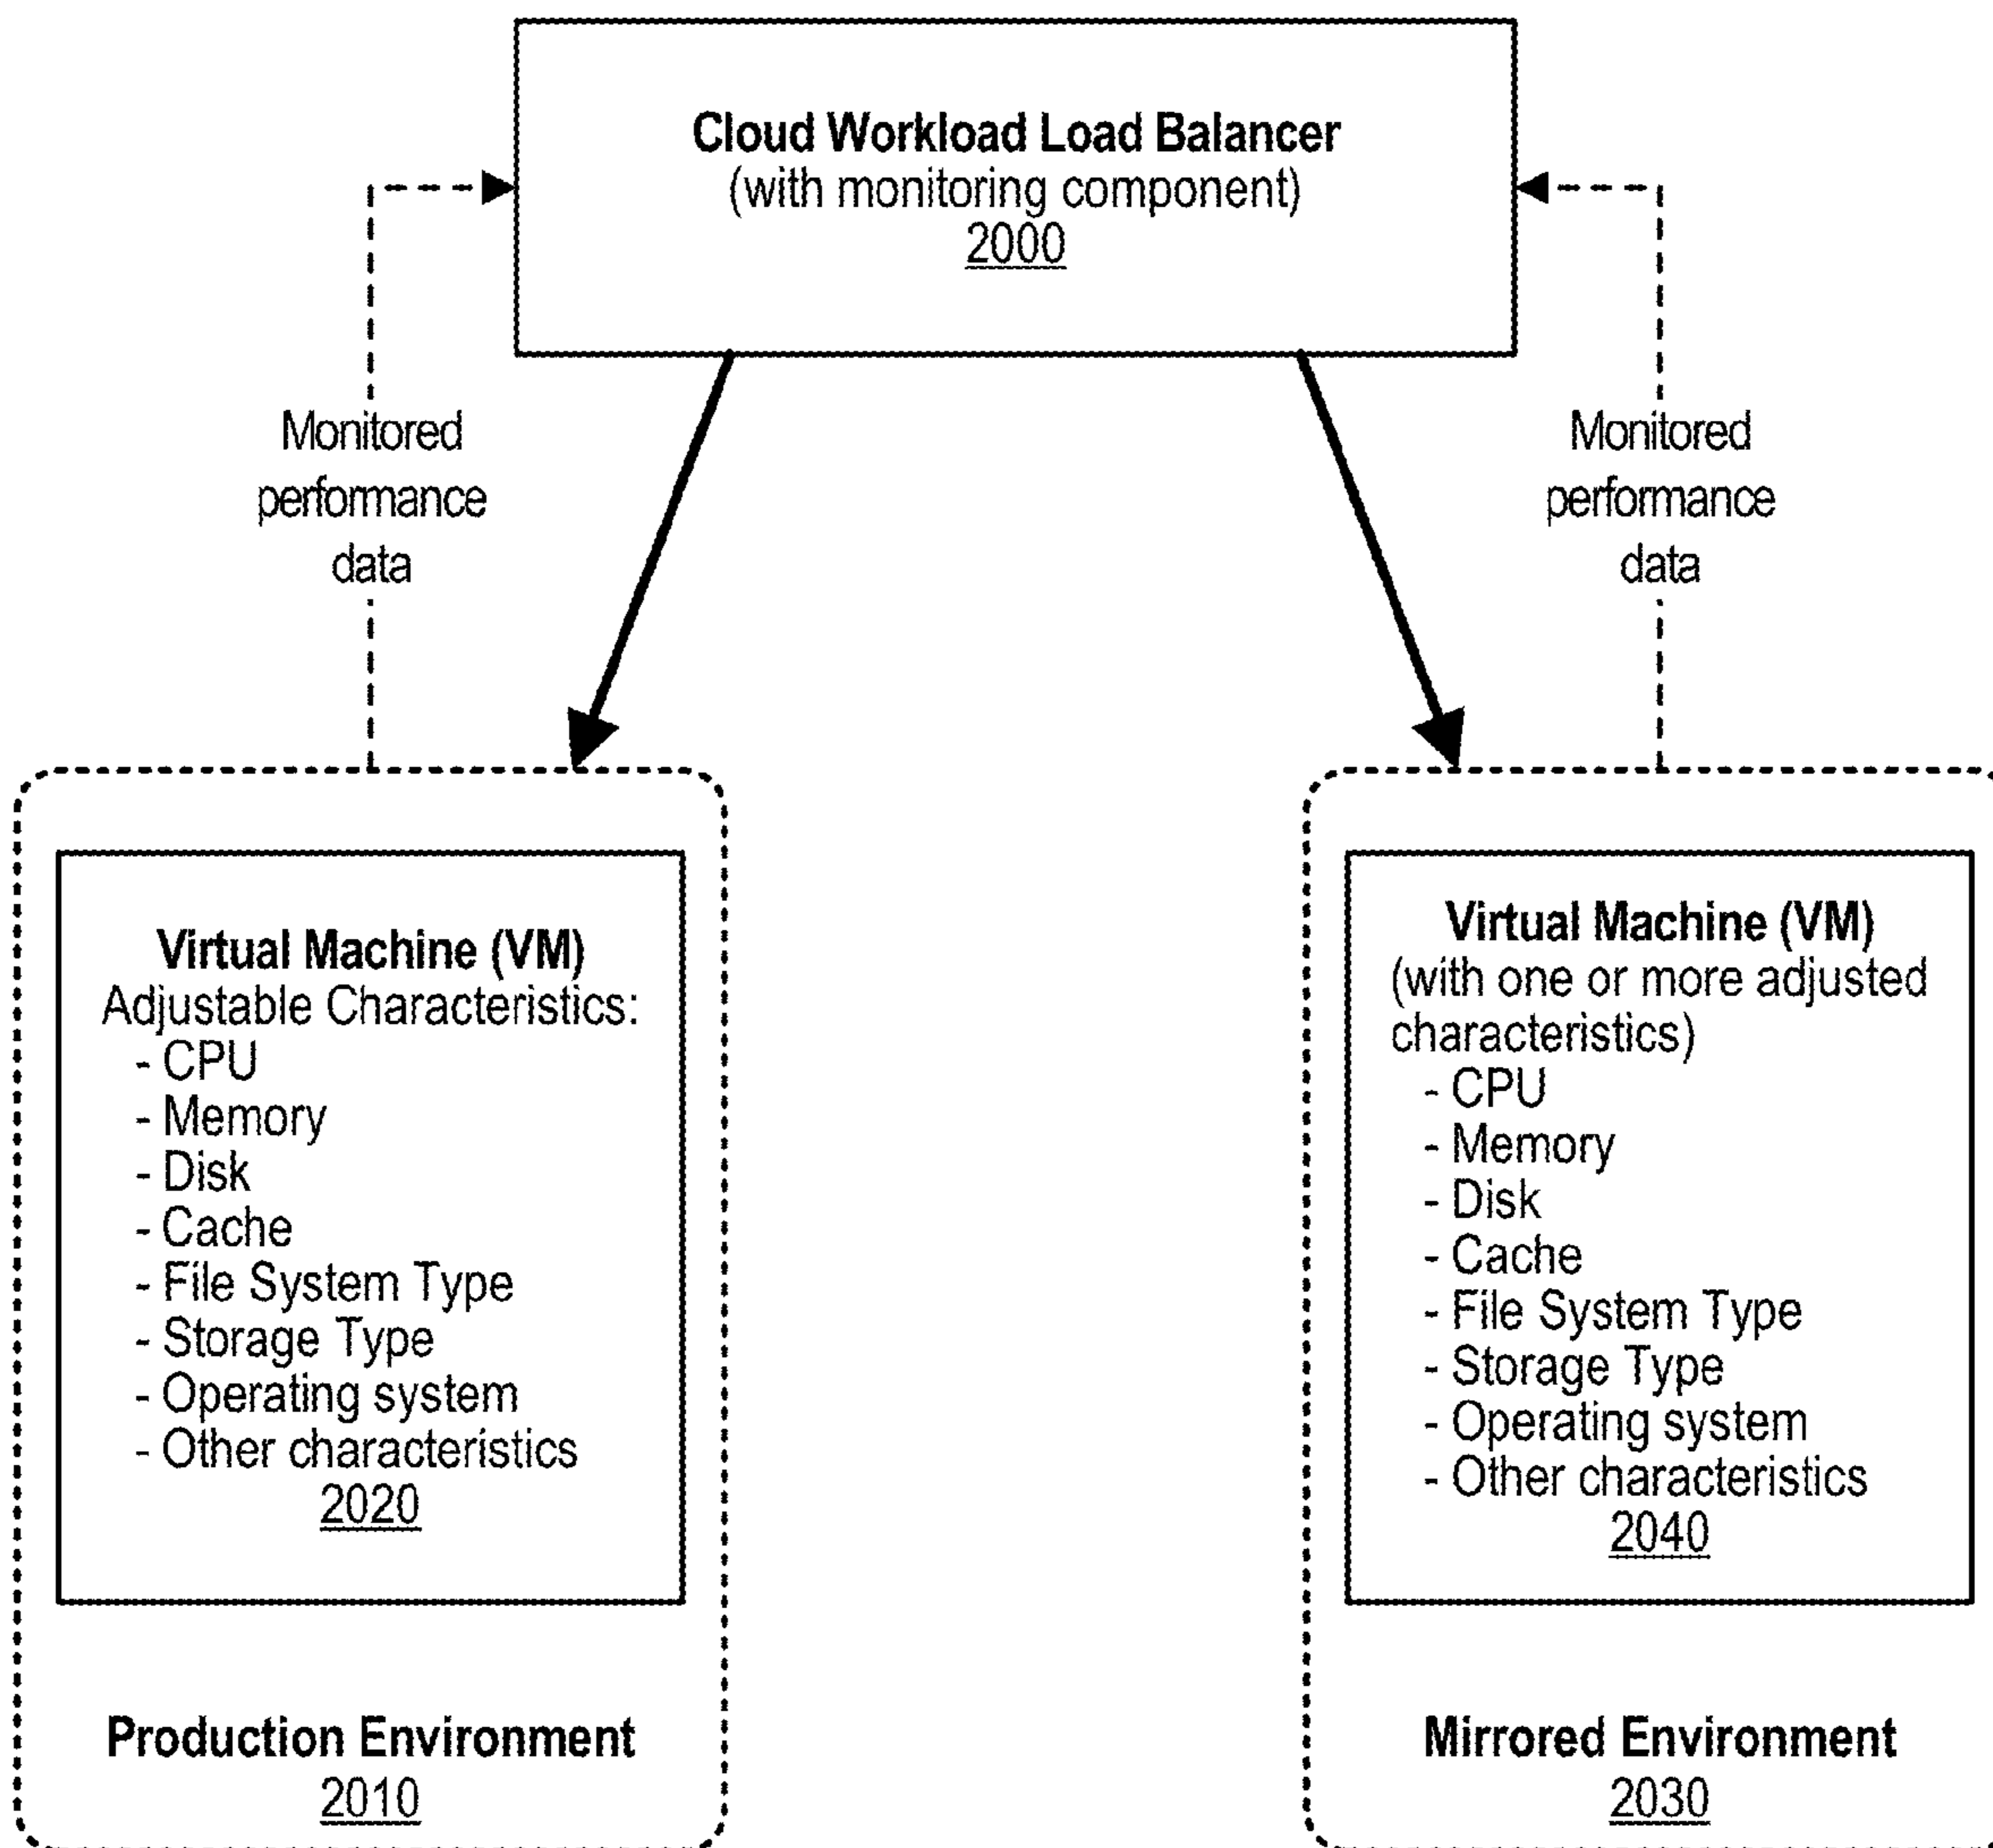 Cloud Workload Load Balancer
(with monitoring component)
2000
Monitored
performance
data
Monitored
performance
data
Virtual Machine (VM)
Adjustable Characteristics:
- CPU
- Memory
- Disk
- Cache
- File System Type
- Storage Type
- Operating system
- Other characteristics
2020
Production Environment
2010
Virtual Machine (VM)
(with one or more adjusted
characteristics)
- CPU
- Memory
- Disk
- Cache
- File System Type
- Storage Type
- Operating system
- Other characteristics
2040
Mirrored Environment
2030